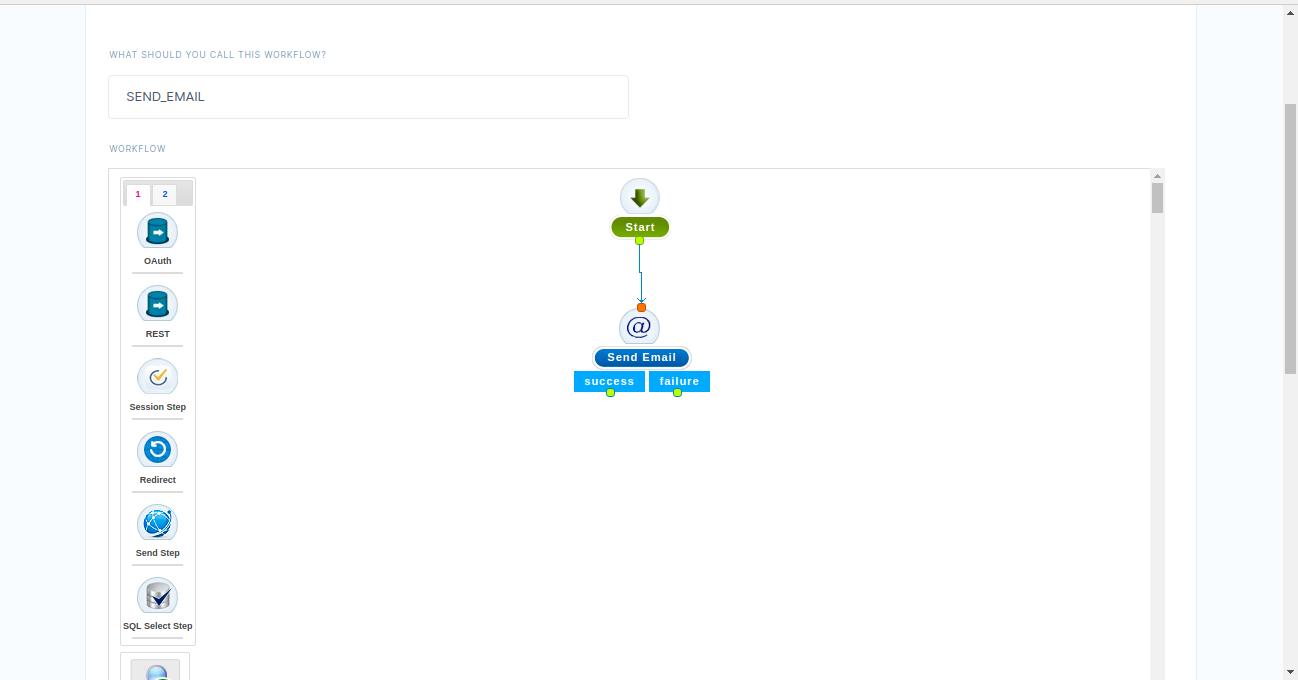 WHAT SHOULD YOU CALL THIS WORKFLOW?
SEND_EMAIL
WORKFLOW
1 2
OAuth
REST
Session Step
Redirect
Send Step
SQL Select Step
Start
@
Send Email
success failure